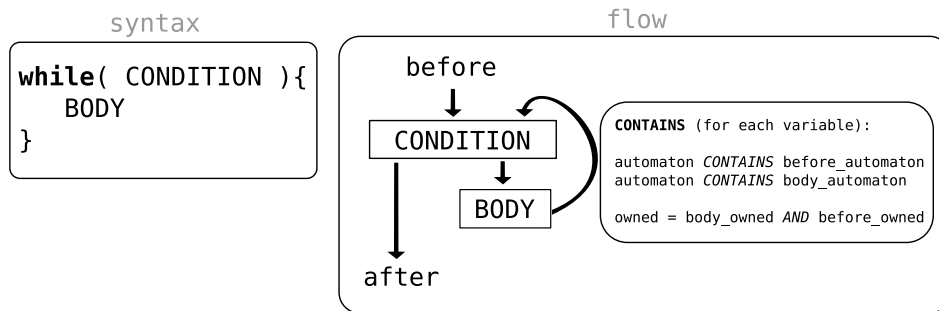 syntax
while( CONDITION ){
BODY
}
flow
before
CONDITION
BODY
after
CONTAINS (for each variable):
automaton CONTAINS before_automaton
automaton CONTAINS body_automaton
owned = body_owned AND before_owned